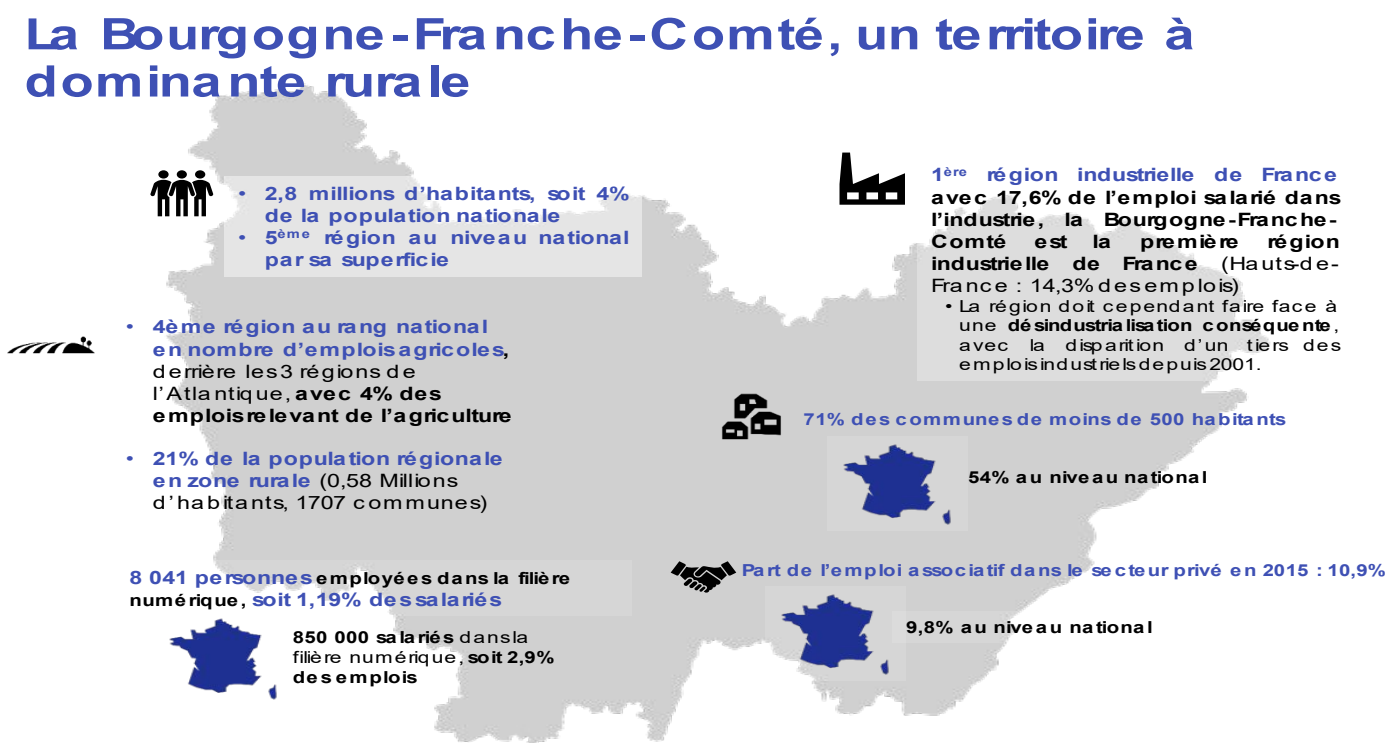 La Bourgogne-Franche-Comté, un territoire à
dominante rurale
• 2,8 millions d’habitants, soit 4%
de la population nationale
• 5ème région au niveau national
par sa superficie
1ère région industrielle de France
avec 17,6% de l’emploi salarié dans
l’industrie, la Bourgogne-Franche-
Comté est la première région
industrielle de France (Hauts-de-
France : 14,3% des emplois)
• La région doit cependant faire face à
une désindustrialisation conséquente,
avec la disparition d’un tiers des
emplois industriels depuis 2001.
• 4ème région au rang national
en nombre d’emplois agricoles,
derrière les 3 régions de
l’Atlantique, avec 4% des
emplois relevant de l’agriculture
• 21% de la population régionale
en zone rurale (0,58 Millions
d’habitants, 1707 communes)
71% des communes de moins de 500 habitants
54% au niveau national
8 041 personnes employées dans la filière
numérique, soit 1,19% des salariés
850 000 salariés dans la
filière numérique, soit 2,9%
des emplois
Part de l’emploi associatif dans le secteur privé en 2015 : 10,9%
9,8% au niveau national